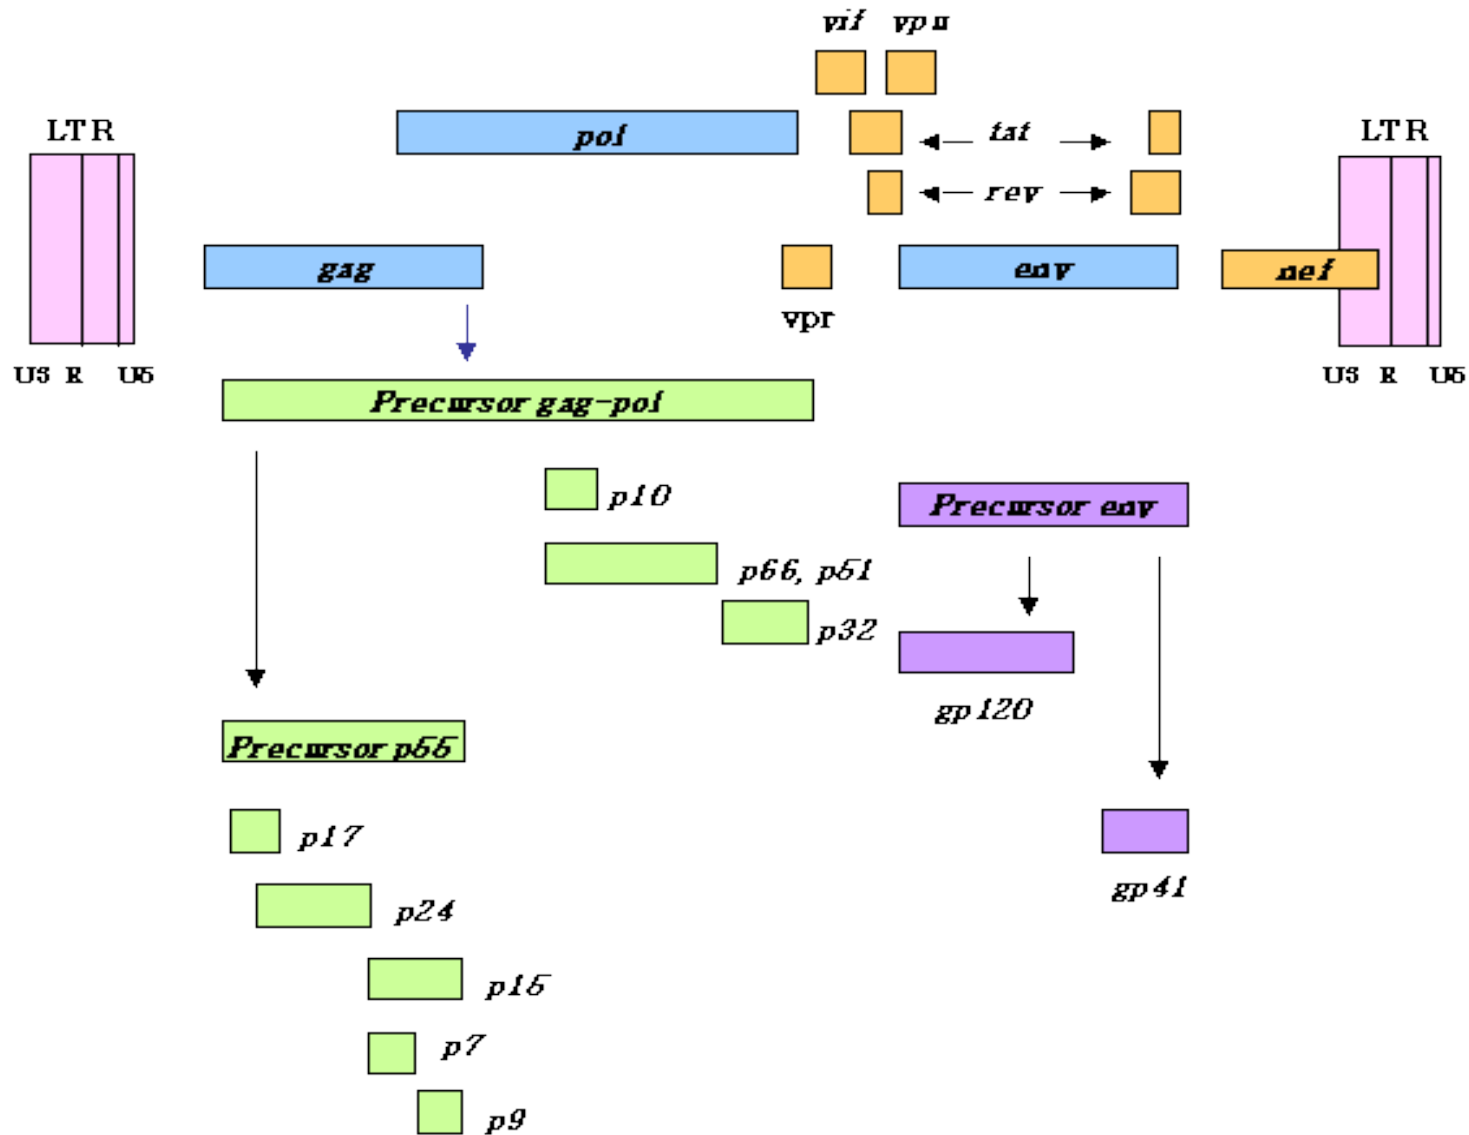 vif vpu
LTR
pol
tat
LTR
rev
gag
env
nef
vpr
U3 R U5
U3 R U5
Precursor gag-pol
p10
Precursor env
p66, p51
p32
gp120
Precursor p55
p17
gp41
p24
p15
p7
p9